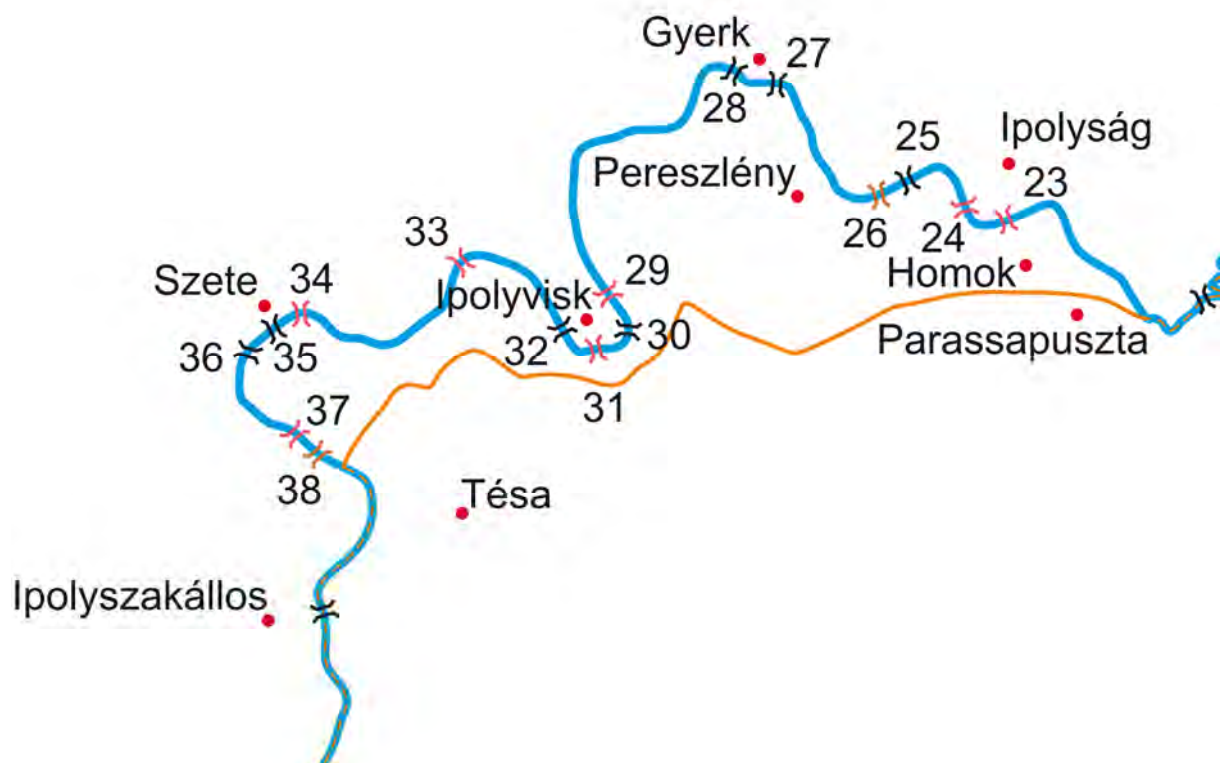 Gyerk
27
28
25
Ipolyság
Pereszlény
23
26
24
33
Homok
Szete
34
29
Ipolyvisk
36
35
32
30
Parassapuszta
31
37
38
Tésa
Ipolyszakállos